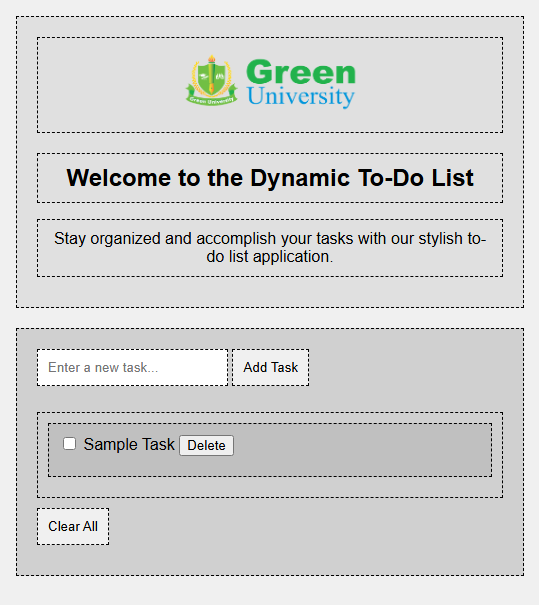 Green University
Green
University
Welcome to the Dynamic To-Do List
Stay organized and accomplish your tasks with our stylish to-
do list application.
Enter a new task... Add Task
Sample Task Delete
Clear All